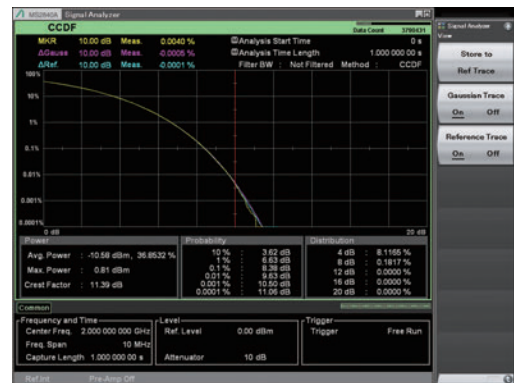 MS2840A Signal Analyzer
CCDF
Data Count 3799431
MKR 10.00 dB Meas. 0.0040 %
ΔGauss 10.00 dB Meas. -0.0005 %
ΔRef. 10.00 dB Meas. -0.0001 %
Analysis Start Time 0 s
Analysis Time Length 1.000 000 00 s
Filter BW : Not Filtered Method : CCDF
100%
10%
1%
0.1%
0.01%
0.001%
0.0001%
0 dB 20 dB
Power
Avg. Power : -10.58 dBm, 36.8532 %
Max. Power : 0.81 dBm
Crest Factor : 11.39 dB
Probability
10 % : 3.62 dB
1 % : 6.63 dB
0.1 % : 8.38 dB
0.01 % : 9.63 dB
0.001 % : 10.50 dB
0.0001 % : 11.06 dB
Distribution
4 dB : 8.1165 %
8 dB : 0.1817 %
12 dB : 0.0000 %
16 dB : 0.0000 %
20 dB : 0.0000 %
Common
Frequency and Time
Center Freq. 2.000 000 000 GHz
Freq. Span 10 MHz
Capture Length 1.000 000 00 s
Level
Ref. Level 0.00 dBm
Attenuator 10 dB
Trigger
Trigger Free Run
Ref.Int Pre-Amp Off
Signal Analyzer
View
Store to
Ref Trace
Gaussian Trace
On Off
Reference Trace
On Off